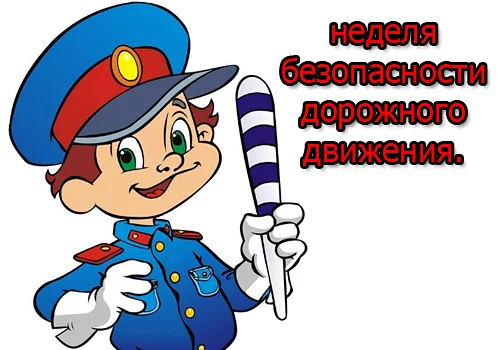 неделя
безопасности
дорожного
движения.